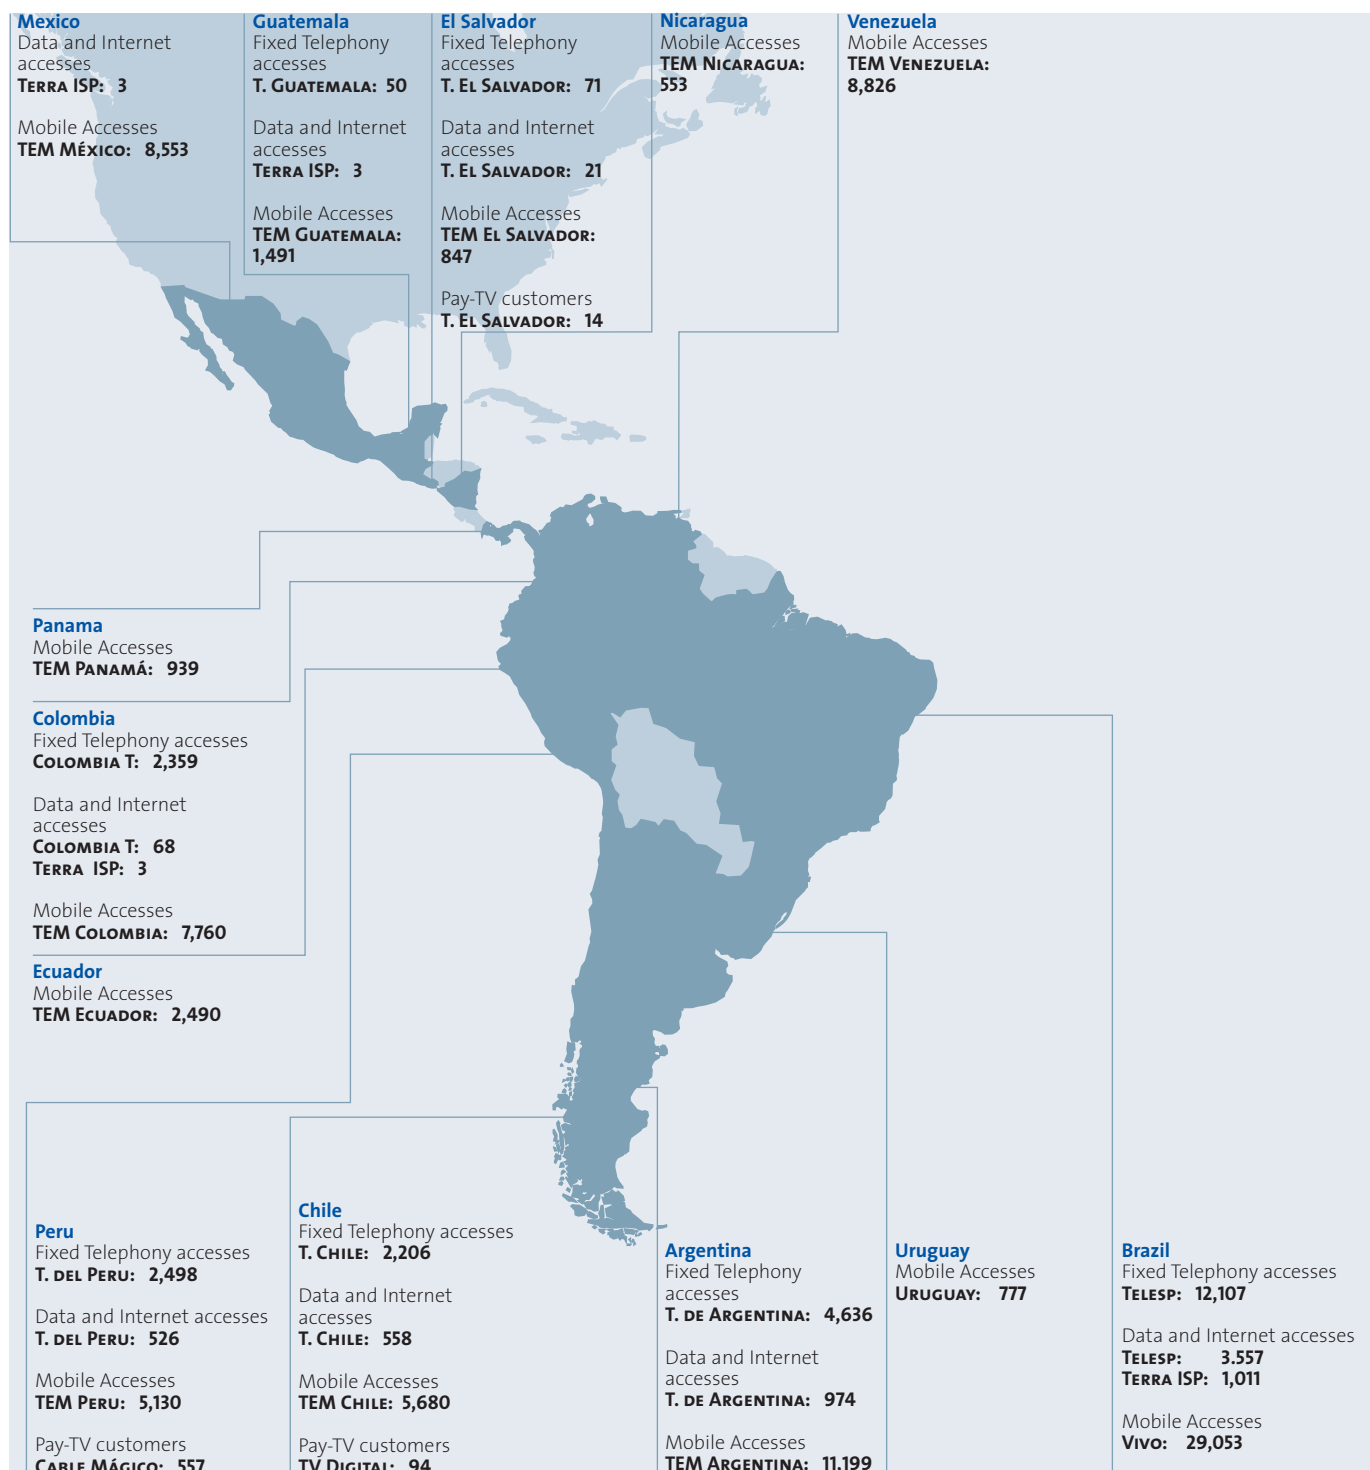 Mexico
Data and Internet
accesses
TERRA ISP: 3
Mobile Accesses
TEM MÉXICO: 8,553
Guatemala
Fixed Telephony
accesses
T. GUATEMALA: 50
Data and Internet
accesses
TERRA ISP: 3
Mobile Accesses
TEM GUATEMALA:
1,491
El Salvador
Fixed Telephony
accesses
T. EL SALVADOR: 71
Data and Internet
accesses
T. EL SALVADOR: 21
Mobile Accesses
TEM EL SALVADOR:
847
Pay-TV customers
T. EL SALVADOR: 14
Nicaragua
Mobile Accesses
TEM NICARAGUA:
553
Venezuela
Mobile Accesses
TEM VENEZUELA:
8,826
Panama
Mobile Accesses
TEM PANAMÁ: 939
Colombia
Fixed Telephony accesses
COLOMBIA T: 2,359
Data and Internet
accesses
COLOMBIA T: 68
TERRA ISP: 3
Mobile Accesses
TEM COLOMBIA: 7,760
Ecuador
Mobile Accesses
TEM ECUADOR: 2,490
Peru
Fixed Telephony accesses
T. DEL PERU: 2,498
Data and Internet accesses
T. DEL PERU: 526
Mobile Accesses
TEM PERU: 5,130
Pay-TV customers
CABLE MÁGICO: 557
Chile
Fixed Telephony accesses
T. CHILE: 2,206
Data and Internet
accesses
T. CHILE: 558
Mobile Accesses
TEM CHILE: 5,680
Pay-TV customers
TV DIGITAL: 94
Argentina
Fixed Telephony
accesses
T. DE ARGENTINA: 4,636
Data and Internet
accesses
T. DE ARGENTINA: 974
Mobile Accesses
TEM ARGENTINA: 11,199
Uruguay
Mobile Accesses
URUGUAY: 777
Brazil
Fixed Telephony accesses
TELESP: 12,107
Data and Internet accesses
TELESP: 3.557
TERRA ISP: 1,011
Mobile Accesses
VIVO: 29,053